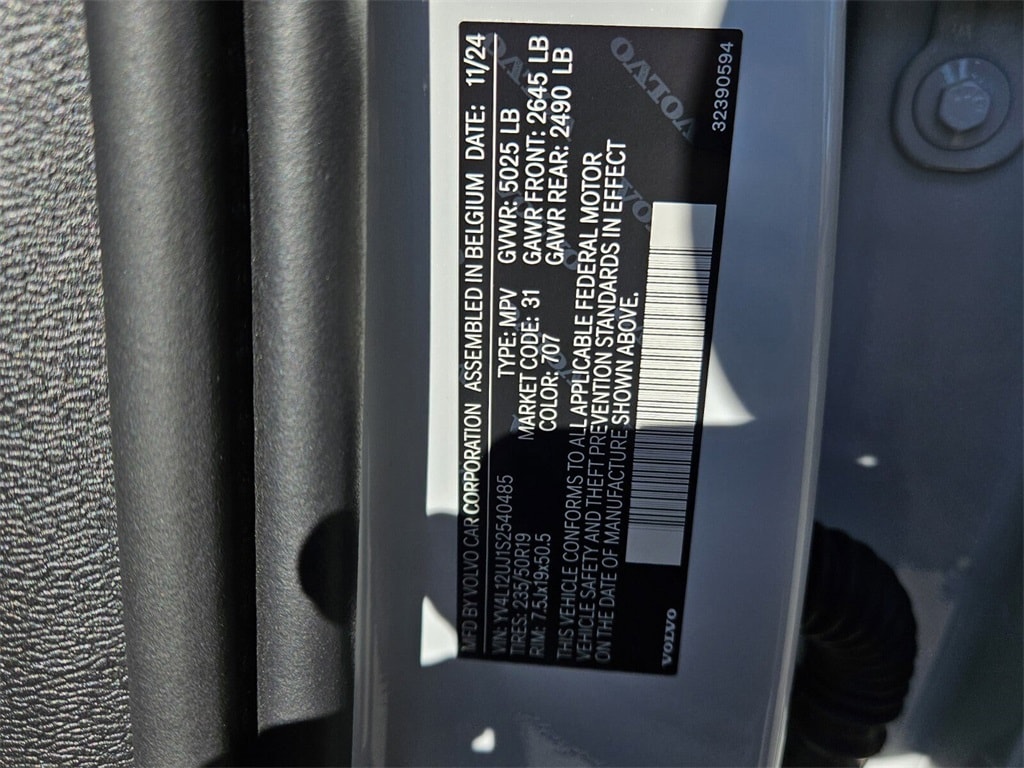 MFD BY VOLVO CAR CORPORATION ASSEMBLED IN BELGIUM DATE: 11/24
VIN: YV4L12UJ1S2540485 TYPE: MPV GVWR: 5025 LB
TIRES: 235/50R19 MARKET CODE: 31 GAWR FRONT: 2645 LB
RIM: 7.5Jx19x50.5 COLOR: 707 GAWR REAR: 2490 LB
THIS VEHICLE CONFORMS TO ALL APPLICABLE FEDERAL MOTOR
VEHICLE SAFETY AND THEFT PREVENTION STANDARDS IN EFFECT
ON THE DATE OF MANUFACTURE SHOWN ABOVE.
VOLVO 32390594